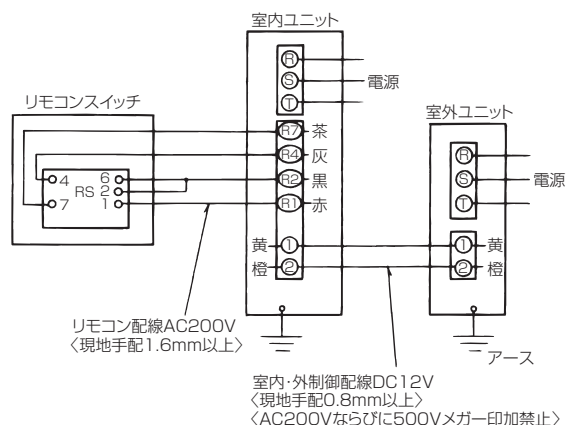 室内ユニット
R
S
T
電源
リモコンスイッチ
室外ユニット
R7 茶
R4 灰
R2 黒
R1 赤
4
6
RS
2
7
1
R
S
T
電源
黄 1
橙 2
1 黄
2 橙
リモコン配線AC200V
〈現地手配1.6mm以上〉
アース
室内・外制御配線DC12V
〈現地手配0.8mm以上〉
〈AC200Vならびに500Vメガー印加禁止〉